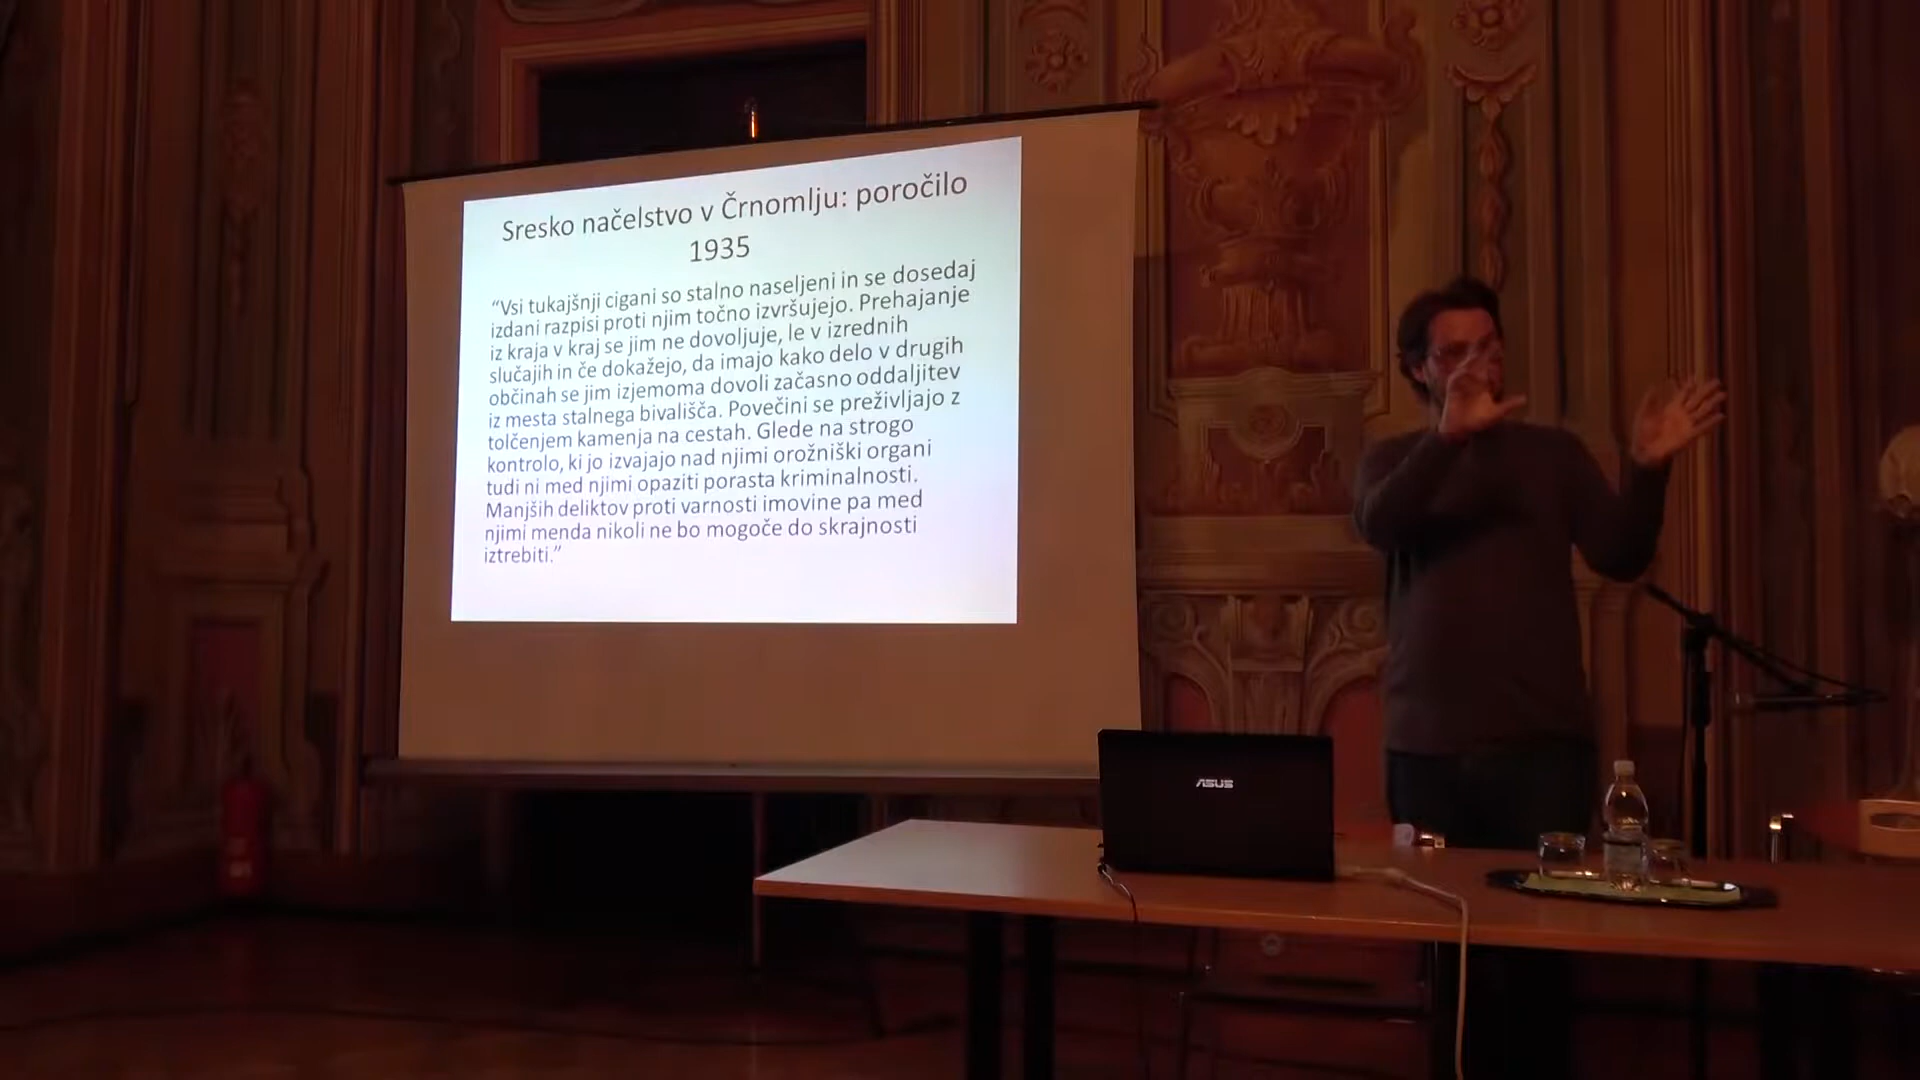 Sresko načelstvo v Črnomlju: poročilo
1935
“Vsi tukajšnji cigani so stalno naseljeni in se dosedaj
izdani razpisi proti njim točno izvršujejo. Prehajanje
iz kraja v kraj se jim ne dovoljuje, le v izrednih
slučajih in če dokažejo, da imajo kako delo v drugih
občinah se jim izjemoma dovoli začasno oddaljitev
iz mesta stalnega bivališča. Povečini se preživljajo z
tolčenjem kamenja na cestah. Glede na strogo
kontrolo, ki jo izvajajo nad njimi orožniški organi
tudi ni med njimi opaziti porasta kriminalnosti.
Manjših deliktov proti varnosti imovine pa med
njimi menda nikoli ne bo mogoče do skrajnosti
iztrebiti.”
ASUS